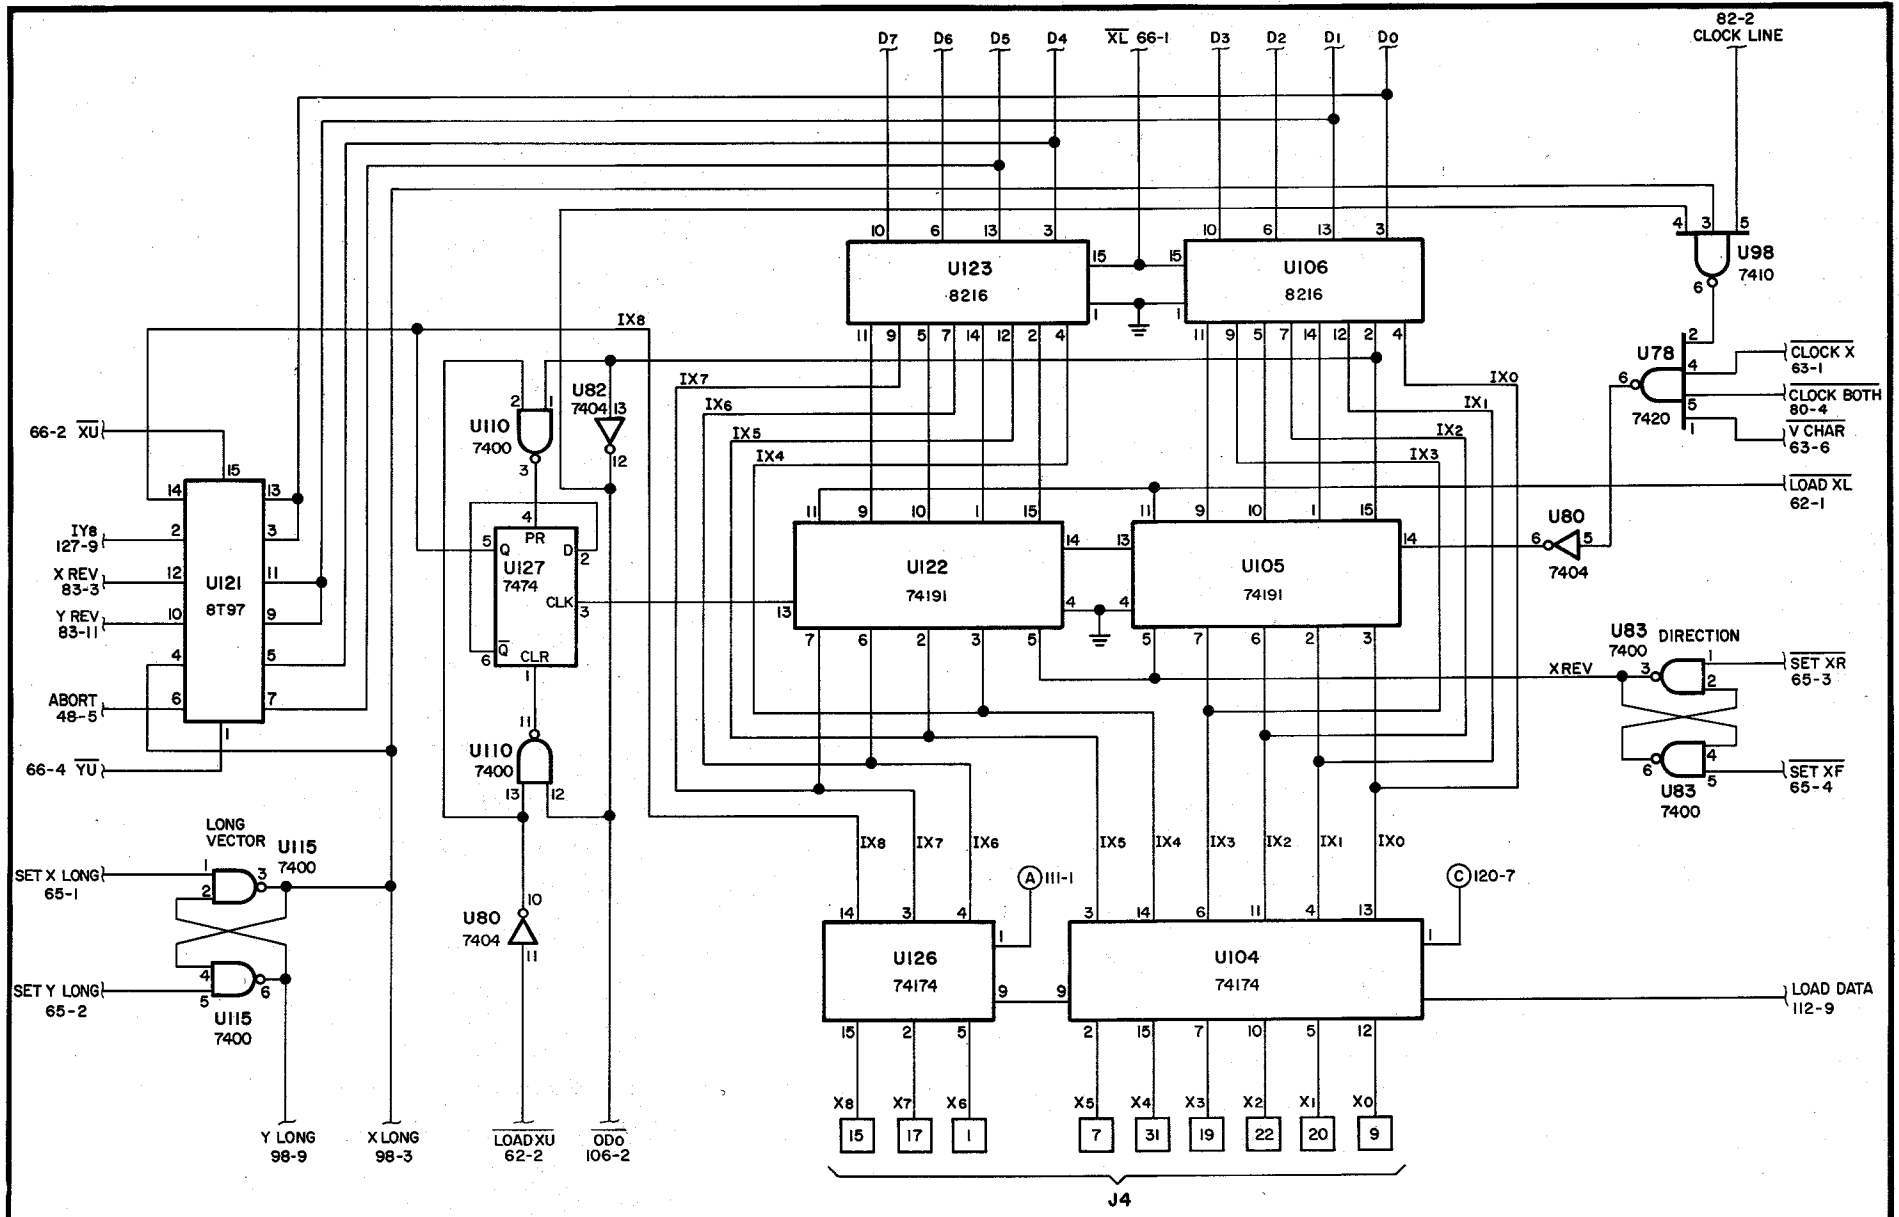 82-2
CLOCK LINE
D7 D6 D5 D4 XL 66-1 D3 D2 D1 D0
4 3 5
U98
7410
6
10 6 13 3
U123
8216
15
1
11 9 5 7 14 12 2 4
10 6 13 3
15
U106
8216
1
11 9 5 7 14 12 2 4
2
U78
4
6
5
7420
1
CLOCK X
63-1
CLOCK BOTH
80-4
V CHAR
63-6
LOAD XL
62-1
IX8
IX7
IX6
IX5
IX4
IX0
IX1
IX2
IX3
2 1
U110
7400
3
U82
7404 13
12
66-2 XU
15
14 13
IY8
127-9
2 3
X REV
83-3
12 11
U121
8T97
Y REV
83-11
10 9
4 5
ABORT
48-5
6 7
1
66-4 YU
4
PR
5 Q D 2
U127
7474
CLK 3
Q
6 CLR
1
11
U110
7400
13 12
11 9 10 1 15
U122
74191
14
13
4
7 6 2 3 5
11 9 10 1 15
13
U105
74191
14
4
5 7 6 2 3
U80
6 5
7404
U83
7400
DIRECTION
XREV
3 1
2
SET XR
65-3
6 4
5
SET XF
65-4
U83
7400
LONG
VECTOR
U115
7400
SET X LONG
65-1
1
2
3
SET Y LONG
65-2
4
5
6
U115
7400
U80
7404
10
11
IX8 IX7 IX6 IX5 IX4 IX3 IX2 IX1 IX0
A 111-1
C 120-7
14 3 4
1
U126
74174
9
15 2 5
3 14 6 11 4 13
1
U104
74174
9
2 15 7 10 5 12
LOAD DATA
112-9
X8 X7 X6 X5 X4 X3 X2 X1 X0
15 17 1 7 31 19 22 20 9
Y LONG
98-9
X LONG
98-3
LOAD XU
62-2
OD0
106-2
J4